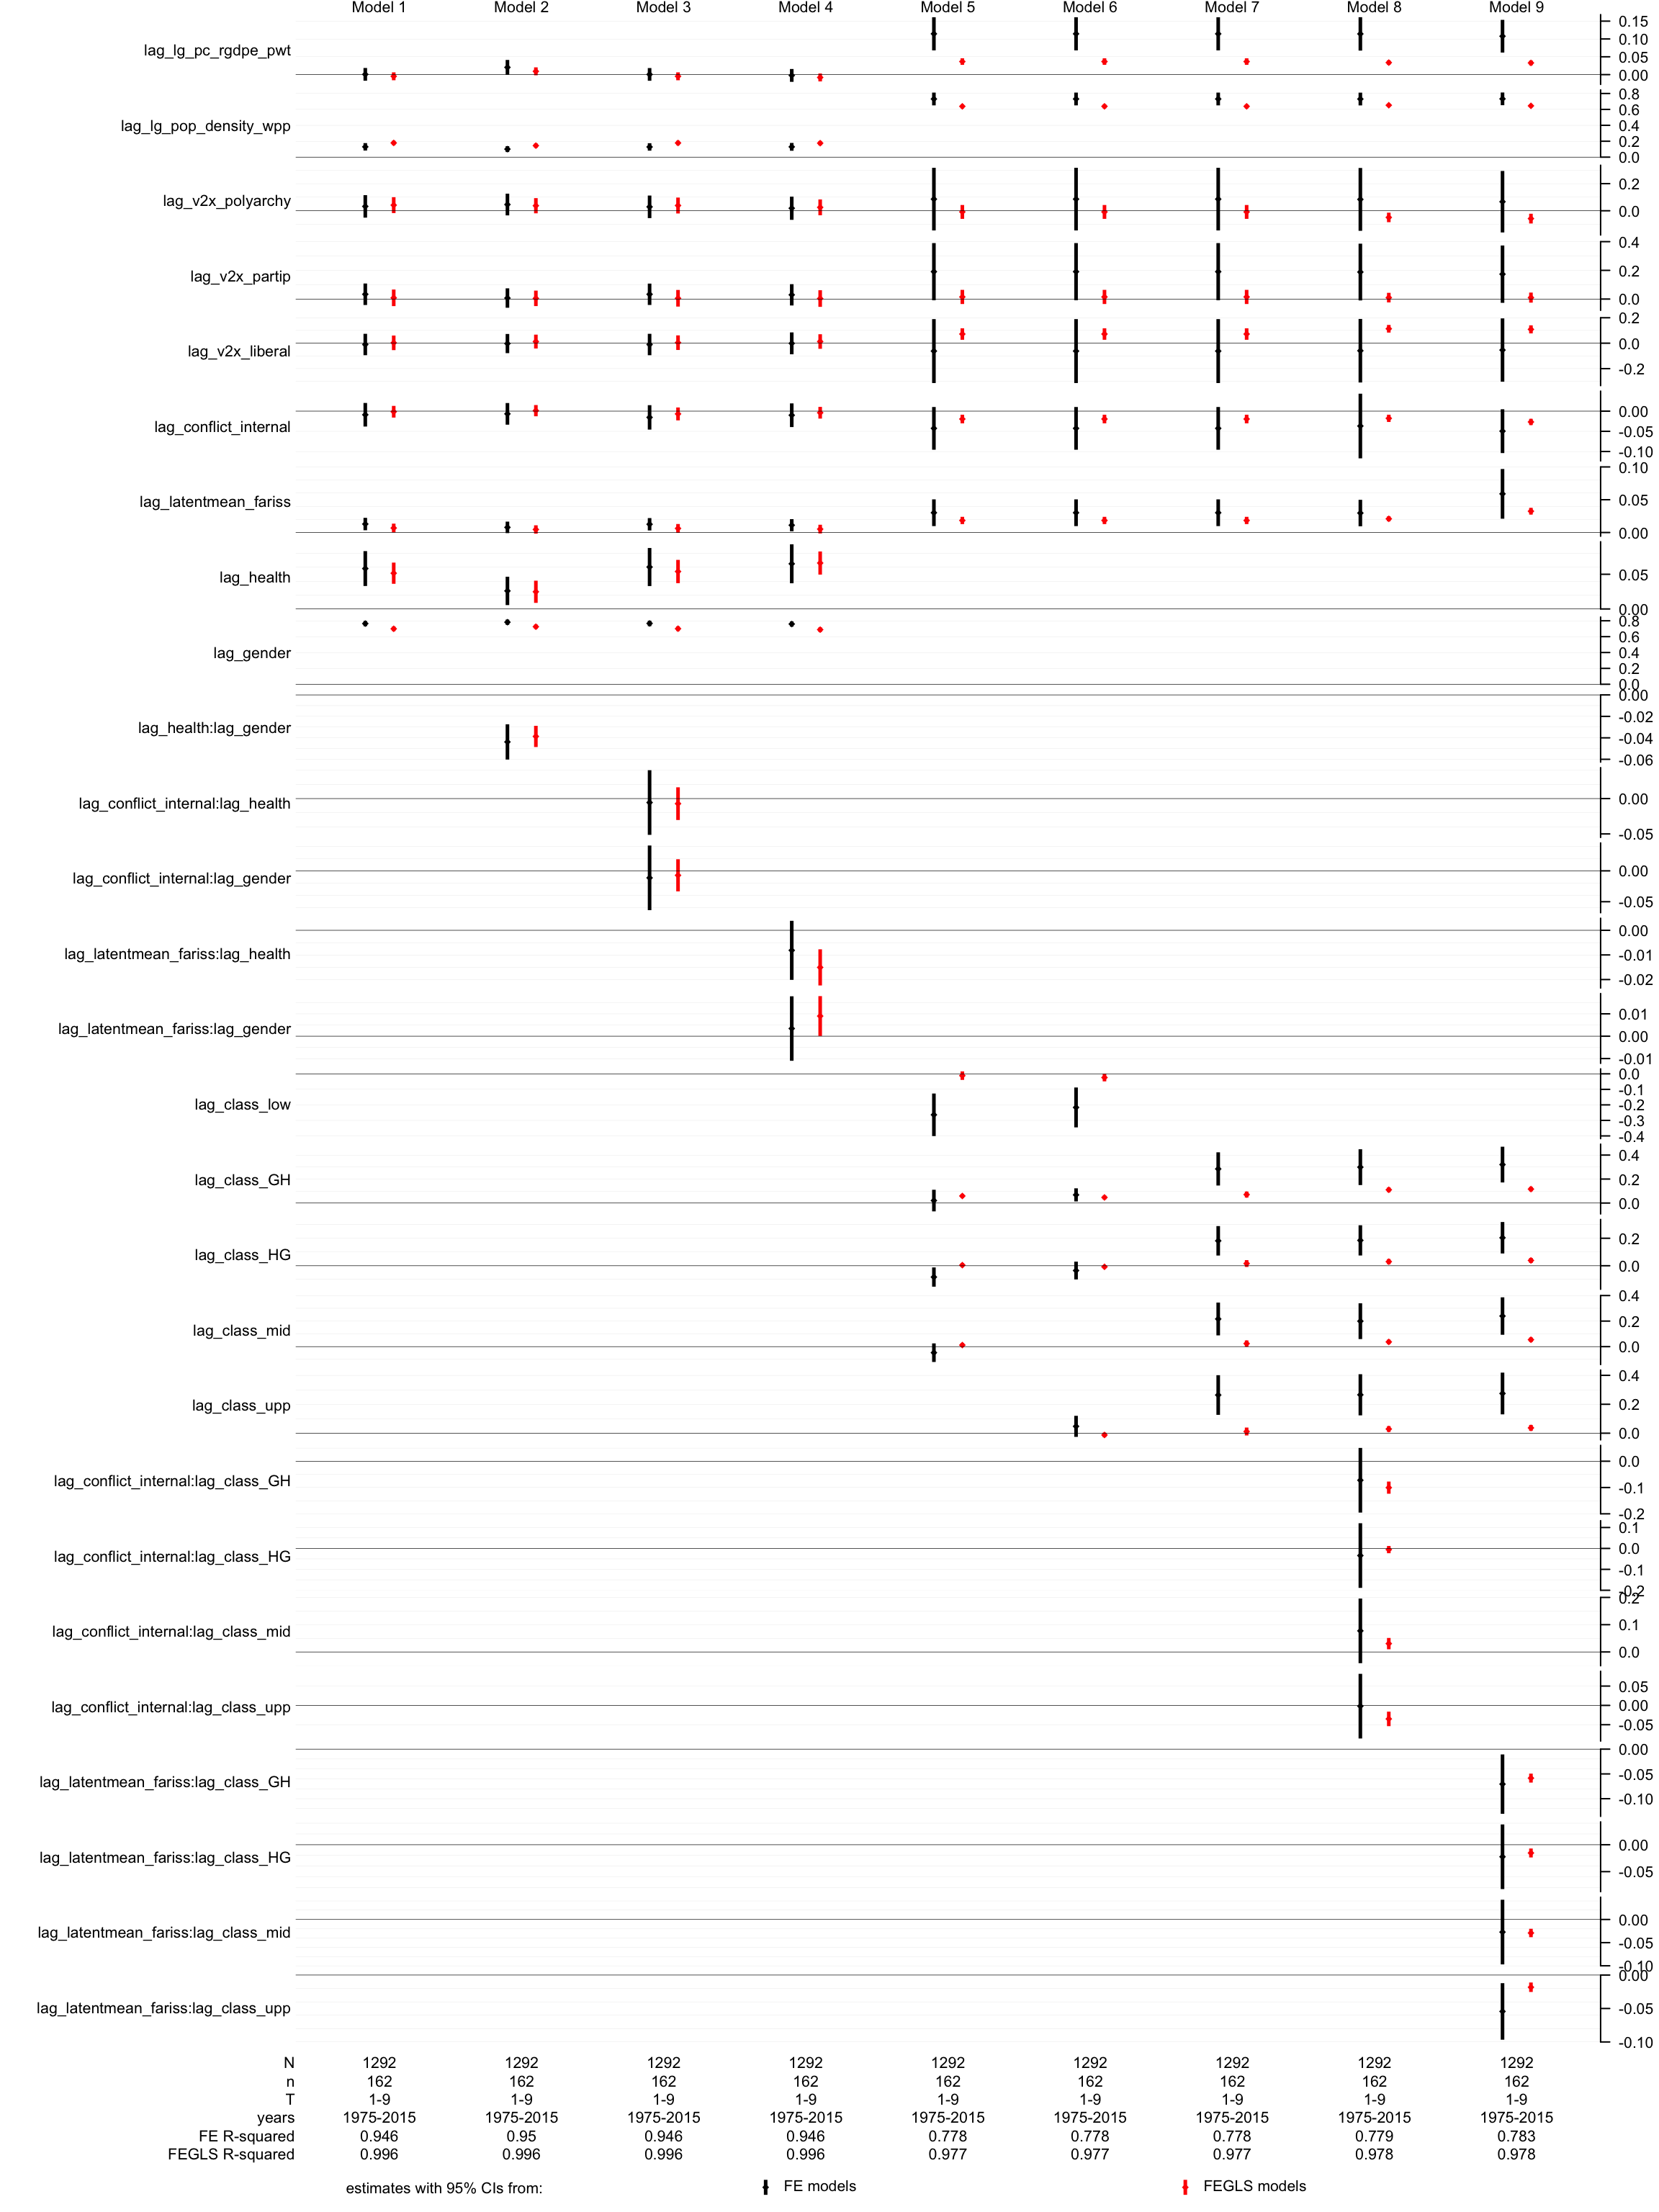 Model 1 Model 2 Model 3 Model 4 Model 5 Model 6 Model 7 Model 8 Model 9
lag_lg_pc_rgdpe_pwt
0.15
0.10
0.05
0.00
lag_lg_pop_density_wpp
0.8
0.6
0.4
0.2
0.0
lag_v2x_polyarchy
0.2
0.0
lag_v2x_partip
0.4
0.2
0.0
lag_v2x_liberal
0.2
0.0
-0.2
lag_conflict_internal
0.00
-0.05
-0.10
lag_latentmean_fariss
0.10
0.05
0.00
lag_health
0.05
0.00
lag_gender
0.8
0.6
0.4
0.2
0.0
lag_health:lag_gender
0.00
-0.02
-0.04
-0.06
lag_conflict_internal:lag_health
0.00
-0.05
lag_conflict_internal:lag_gender
0.00
-0.05
lag_latentmean_fariss:lag_health
0.00
-0.01
-0.02
lag_latentmean_fariss:lag_gender
0.01
0.00
-0.01
lag_class_low
0.0
-0.1
-0.2
-0.3
-0.4
lag_class_GH
0.4
0.2
0.0
lag_class_HG
0.2
0.0
lag_class_mid
0.4
0.2
0.0
lag_class_upp
0.4
0.2
0.0
lag_conflict_internal:lag_class_GH
0.0
-0.1
-0.2
lag_conflict_internal:lag_class_HG
0.1
0.0
-0.1
-0.2
lag_conflict_internal:lag_class_mid
0.2
0.1
0.0
lag_conflict_internal:lag_class_upp
0.05
0.00
-0.05
lag_latentmean_fariss:lag_class_GH
0.00
-0.05
-0.10
lag_latentmean_fariss:lag_class_HG
0.00
-0.05
lag_latentmean_fariss:lag_class_mid
0.00
-0.05
-0.10
lag_latentmean_fariss:lag_class_upp
0.00
-0.05
-0.10
N 1292 1292 1292 1292 1292 1292 1292 1292 1292
n 162 162 162 162 162 162 162 162 162
T 1-9 1-9 1-9 1-9 1-9 1-9 1-9 1-9 1-9
years 1975-2015 1975-2015 1975-2015 1975-2015 1975-2015 1975-2015 1975-2015 1975-2015 1975-2015
FE R-squared 0.946 0.95 0.946 0.946 0.778 0.778 0.778 0.779 0.783
FEGLS R-squared 0.996 0.996 0.996 0.996 0.977 0.977 0.977 0.978 0.978
estimates with 95% CIs from: FE models FEGLS models